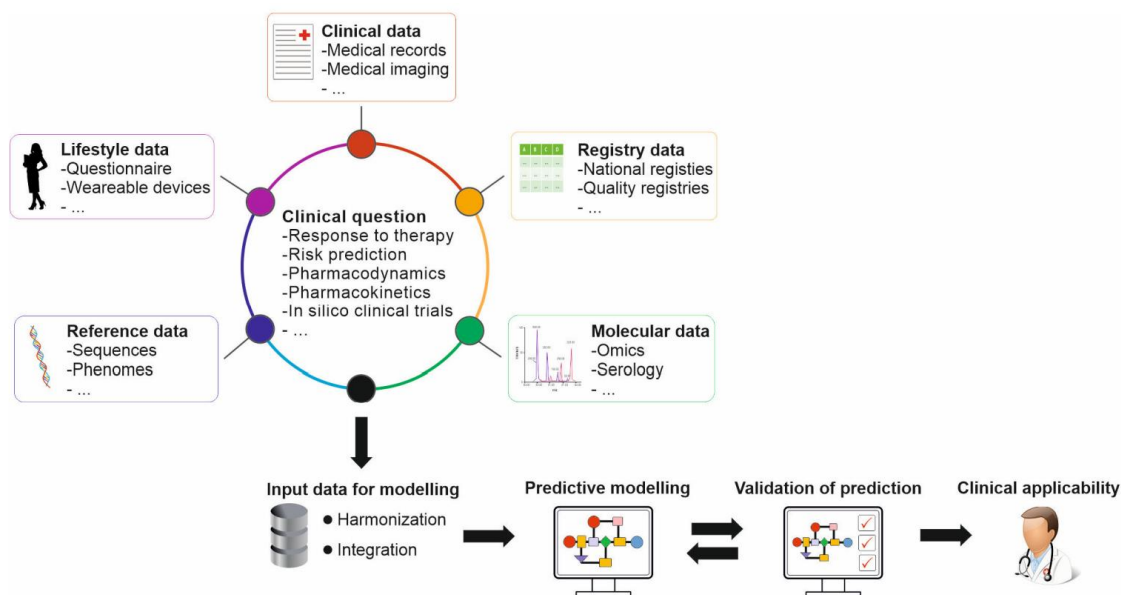 Clinical data
-Medical records
-Medical imaging
- ...
Lifestyle data
-Questionnaire
-Weareable devices
- ...
A B C D
Registry data
-National registies
-Quality registries
- ...
Clinical question
-Response to therapy
-Risk prediction
-Pharmacodynamics
-Pharmacokinetics
-In silico clinical trials
- ...
Reference data
-Sequences
-Phenomes
- ...
Molecular data
-Omics
-Serology
- ...
Input data for modelling
● Harmonization
● Integration
Predictive modelling
Validation of prediction
Clinical applicability